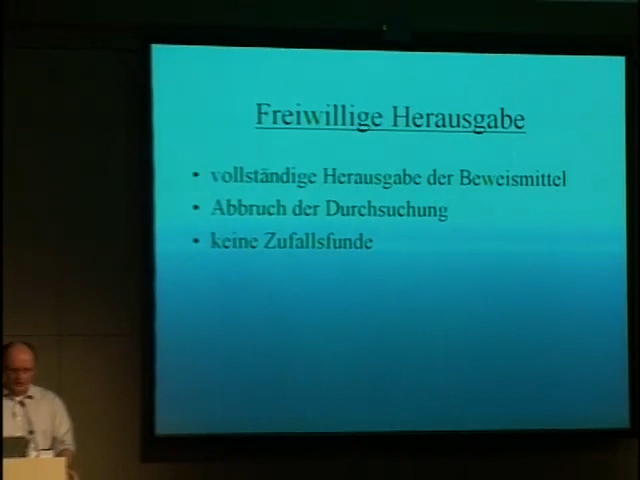 Freiwillige Herausgabe
• vollständige Herausgabe der Beweismittel
• Abbruch der Durchsuchung
• keine Zufallsfunde